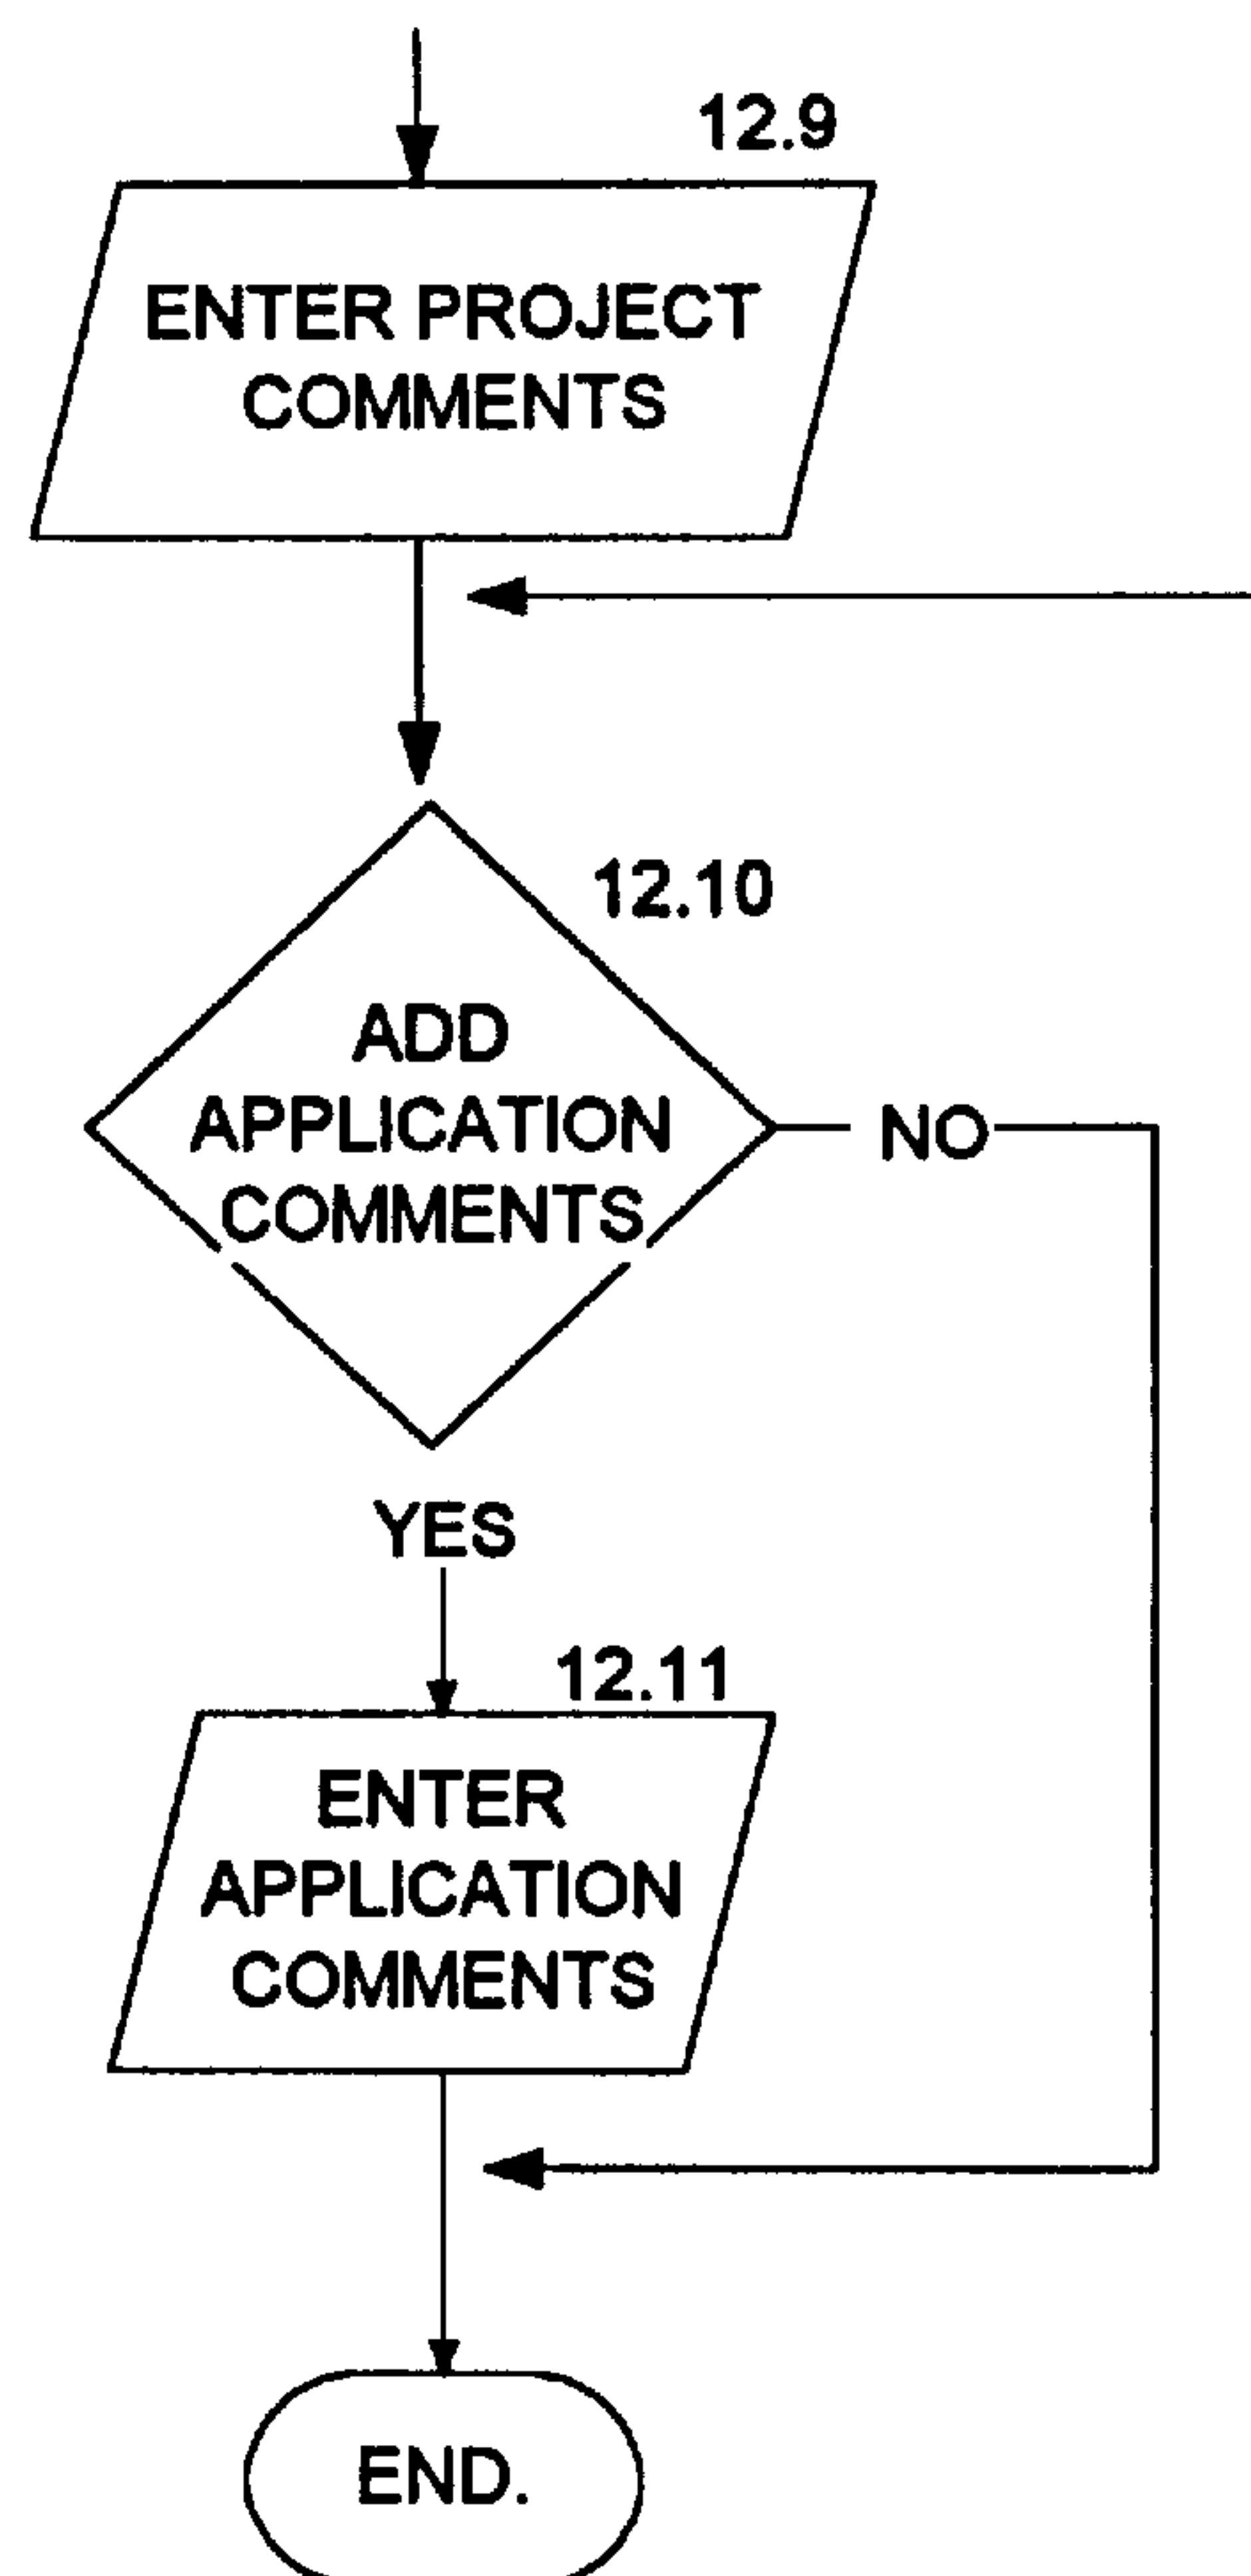 12.9
ENTER PROJECT
COMMENTS
12.10
ADD
APPLICATION
COMMENTS
NO
YES
12.11
ENTER
APPLICATION
COMMENTS
END.